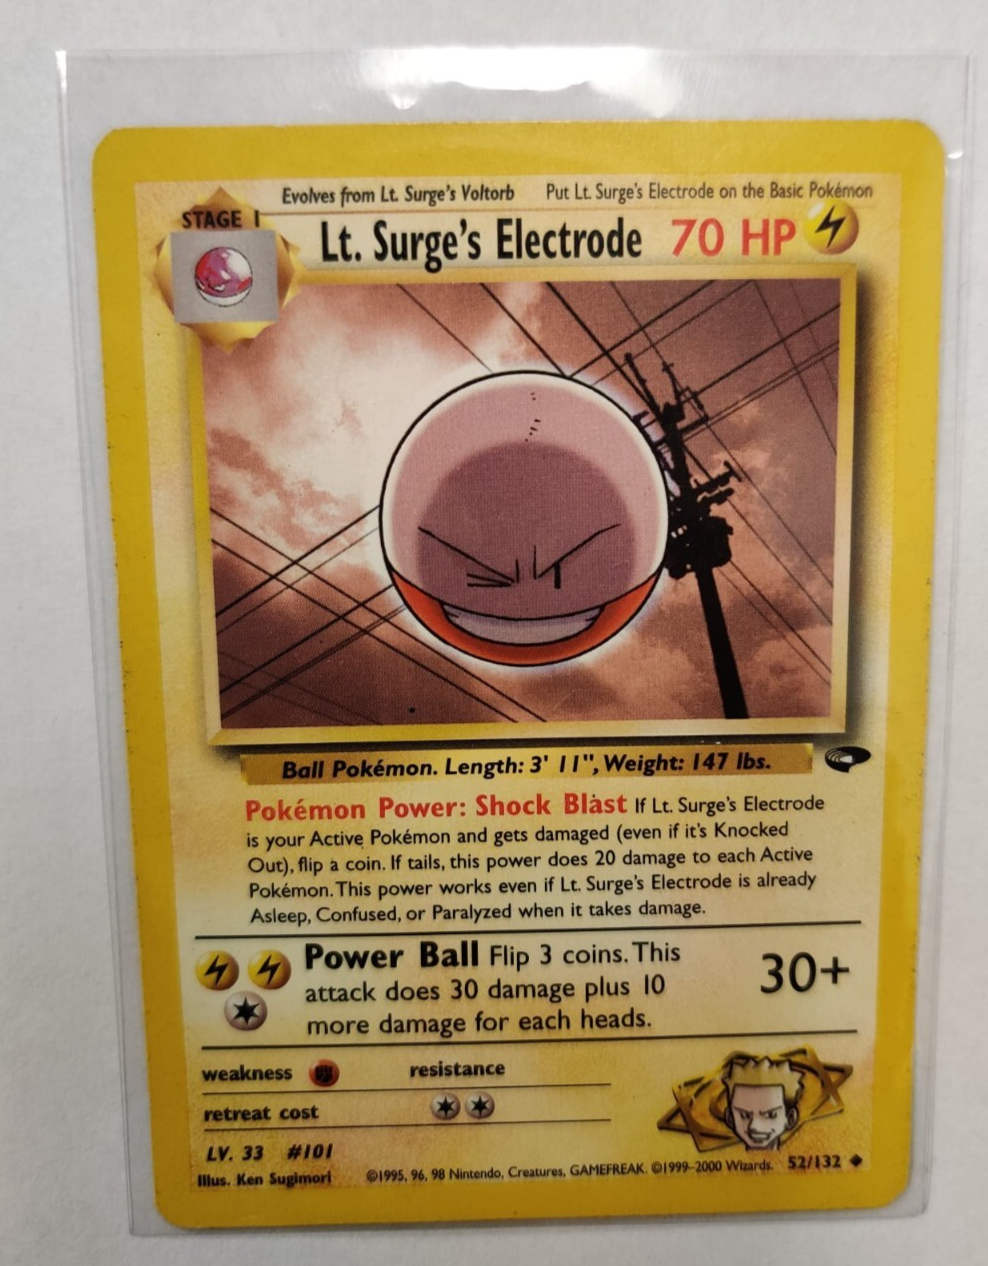 Evolves from Lt. Surge's Voltorb Put Lt. Surge's Electrode on the Basic Pokémon
STAGE 1
Lt. Surge's Electrode 70 HP
Ball Pokémon. Length: 3' 11", Weight: 147 lbs.
Pokémon Power: Shock Blast If Lt. Surge's Electrode
is your Active Pokémon and gets damaged (even if it's Knocked
Out), flip a coin. If tails, this power does 20 damage to each Active
Pokémon. This power works even if Lt. Surge's Electrode is already
Asleep, Confused, or Paralyzed when it takes damage.
Power Ball Flip 3 coins. This
attack does 30 damage plus 10
more damage for each heads.
30+
weakness resistance
retreat cost
LV. 33 #101
Illus. Ken Sugimori ©1995, 96, 98 Nintendo, Creatures, GAMEFREAK. ©1999-2000 Wizards. 52/132